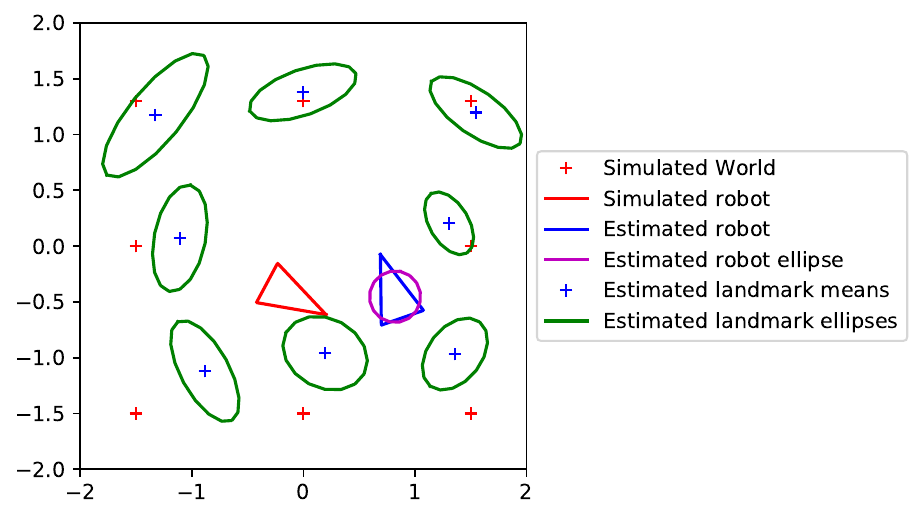 2.0
1.5
1.0
0.5
0.0
−0.5
−1.0
−1.5
−2.0
−2
−1
0
1
2
Simulated World
Simulated robot
Estimated robot
Estimated robot ellipse
Estimated landmark means
Estimated landmark ellipses